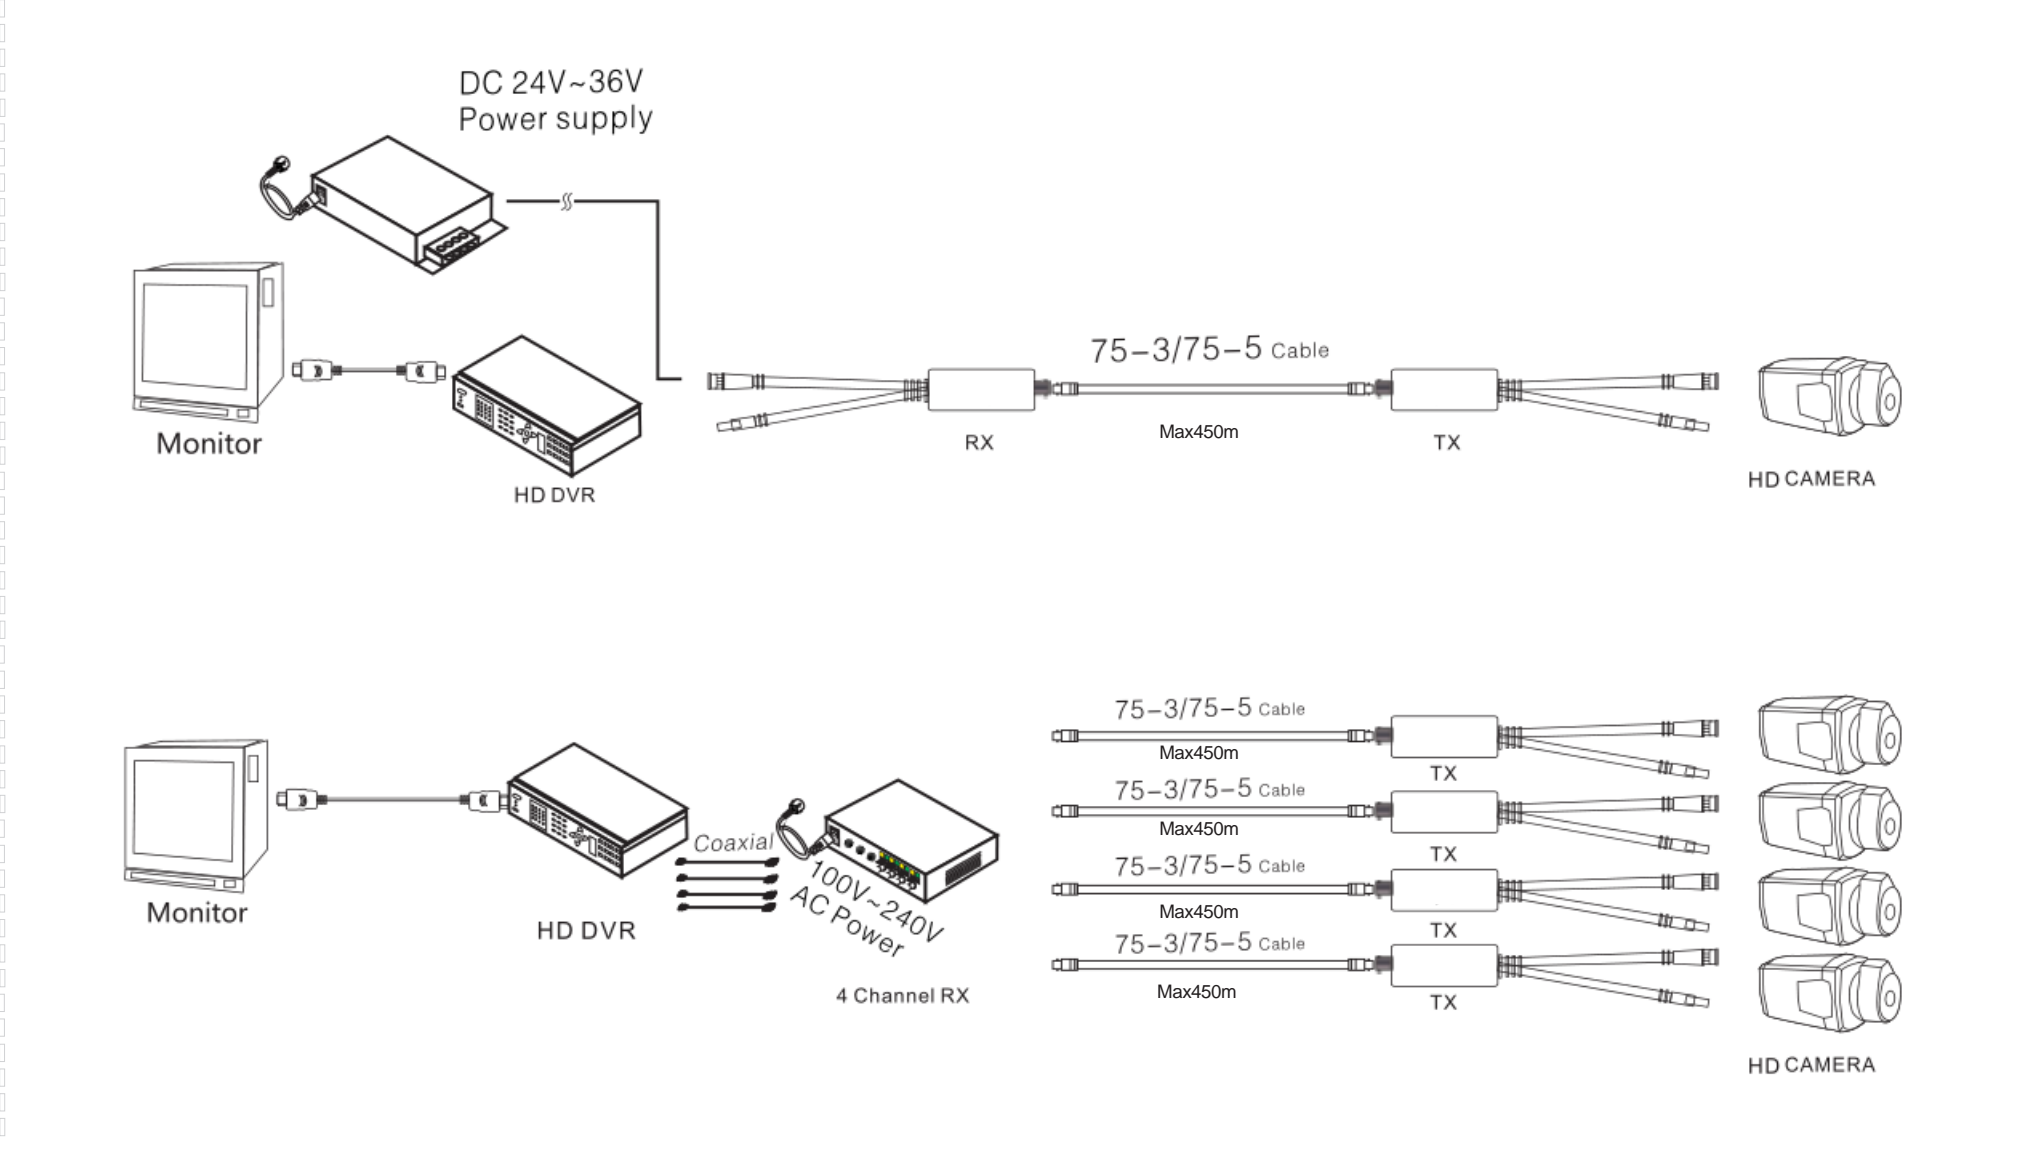 DC 24V~36V
Power supply
Monitor
HD DVR
RX
75-3/75-5 Cable
Max450m
TX
HD CAMERA
Monitor
HD DVR
Coaxial
100V~240V
AC Power
4 Channel RX
75-3/75-5 Cable
Max450m
TX
75-3/75-5 Cable
Max450m
TX
75-3/75-5 Cable
Max450m
TX
75-3/75-5 Cable
Max450m
TX
HD CAMERA